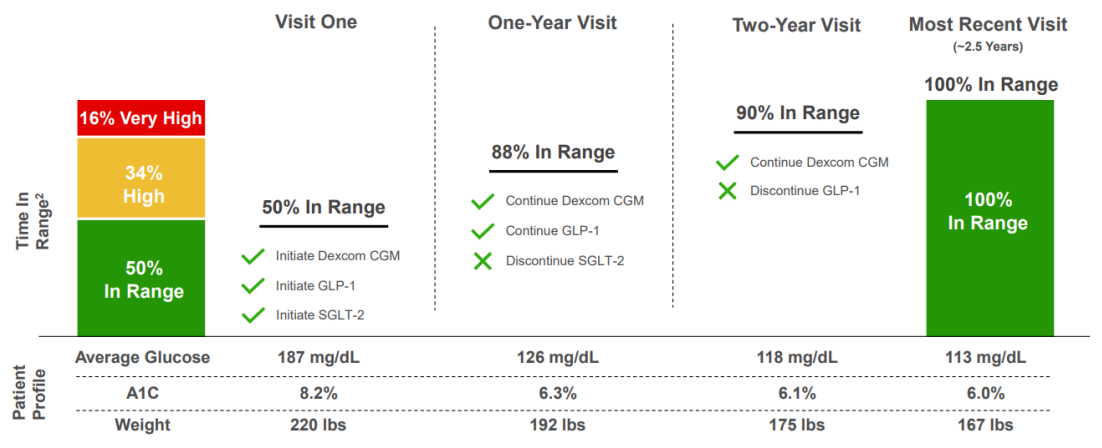 Visit One
One-Year Visit
Two-Year Visit
Most Recent Visit
(~2.5 Years)
Time In
Range2
16% Very High
34%
High
50%
In Range
50% In Range
Initiate Dexcom CGM
Initiate GLP-1
Initiate SGLT-2
88% In Range
Continue Dexcom CGM
Continue GLP-1
Discontinue SGLT-2
90% In Range
Continue Dexcom CGM
Discontinue GLP-1
100% In Range
100%
In Range
Patient
Profile
Average Glucose 187 mg/dL 126 mg/dL 118 mg/dL 113 mg/dL
A1C 8.2% 6.3% 6.1% 6.0%
Weight 220 lbs 192 lbs 175 lbs 167 lbs